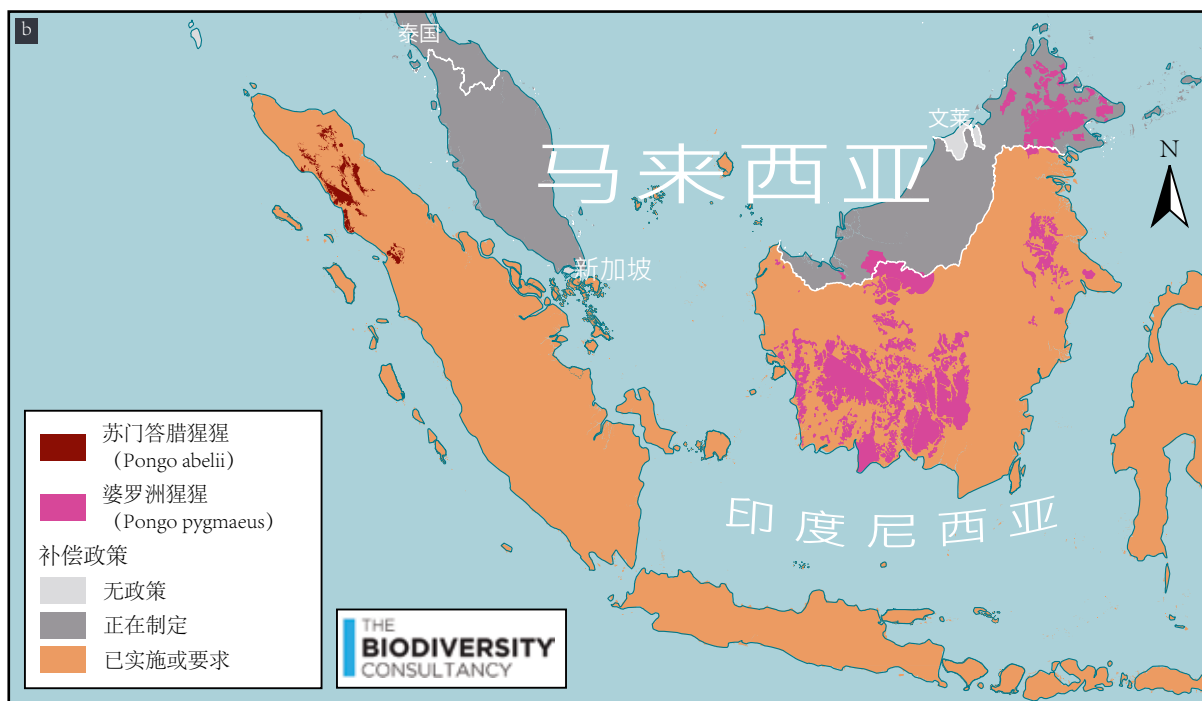 b
泰国
文莱
马来西亚
N
新加坡
印度尼西亚
苏门答腊猩猩
（Pongo abelii）
婆罗洲猩猩
（Pongo pygmaeus）
补偿政策
无政策
正在制定
已实施或要求
THE
BIODIVERSITY
CONSULTANCY